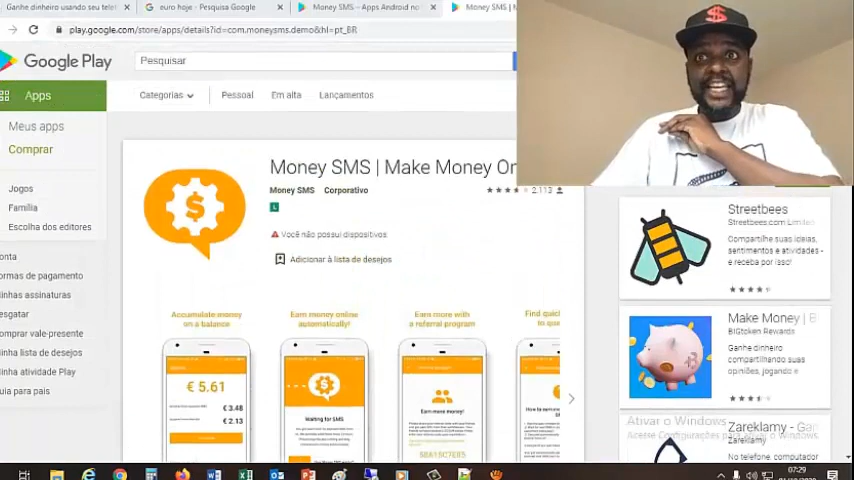 Ganhe dinheiro usando seu telef
euro hoje - Pesquisa Google
Money SMS – Apps Android no
Money SMS |
play.google.com/store/apps/details?id=com.moneysms.demo&hl=pt_BR
Google Play
Pesquisar
Apps
Categorias
Pessoal
Em alta
Lançamentos
Meus apps
Comprar
Jogos
Família
Escolha dos editores
onta
ormas de pagamento
inhas assinaturas
esgatar
omprar vale-presente
inha lista de desejos
inha atividade Play
uia para pais
Money SMS | Make Money On
Money SMS
Corporativo
2.113
L
Você não possui dispositivos
Adicionar à lista de desejos
Accumulate money
on a balance
Earn money online
automatically!
Earn more with
a referral program
Find quic
to spe
€ 5.61
€ 3.48
€ 2.13
Waiting for SMS
Earn more money!
Streetbees
Streetbees.com Limite
Compartilhe suas ideias,
sentimentos e atividades -
e receba por isso!
Make Money | B
BIGtoken Rewards
Ganhe dinheiro
compartilhando suas
opiniões, jogando e
Ativar o Windows
Acesse Configurações para ativar o Windows.
Zareklamy - Ga
Zareklamy
No telefone, computador
07:29